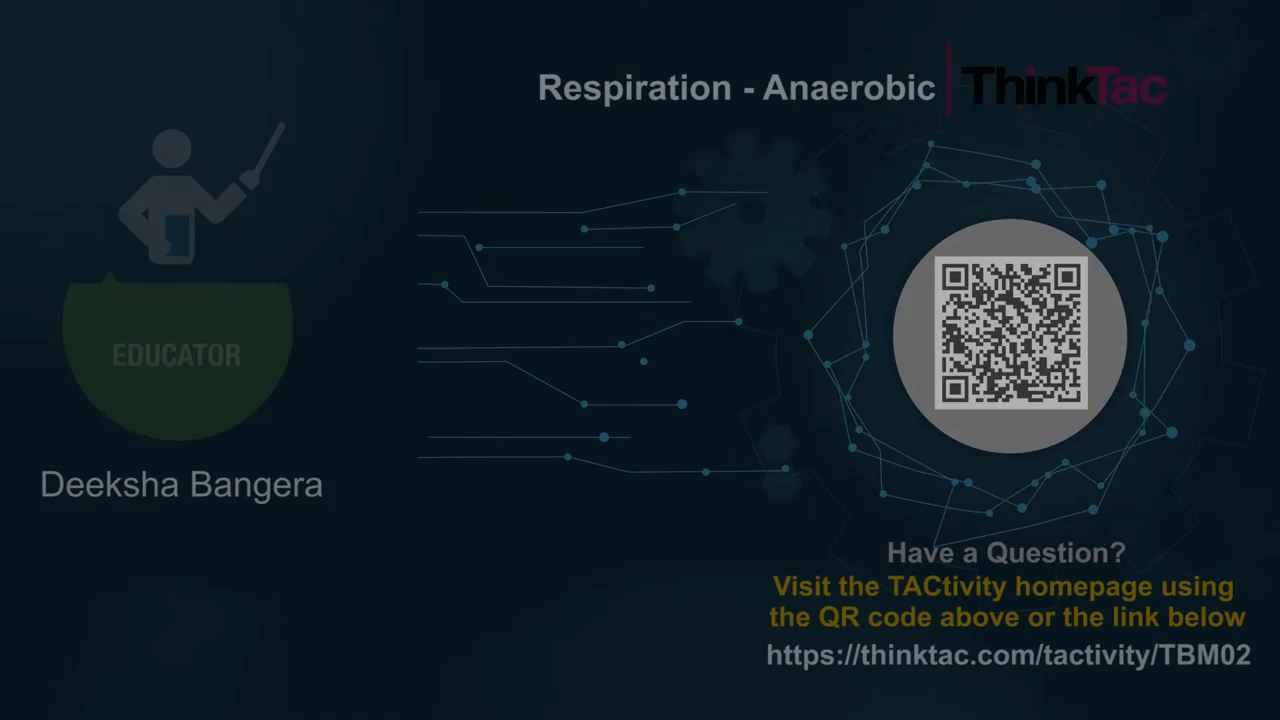 Respiration - Anaerobic
ThinkTac
EDUCATOR
Deeksha Bangera
Have a Question?
Visit the TACtivity homepage using
the QR code above or the link below
https://thinktac.com/tactivity/TBM02